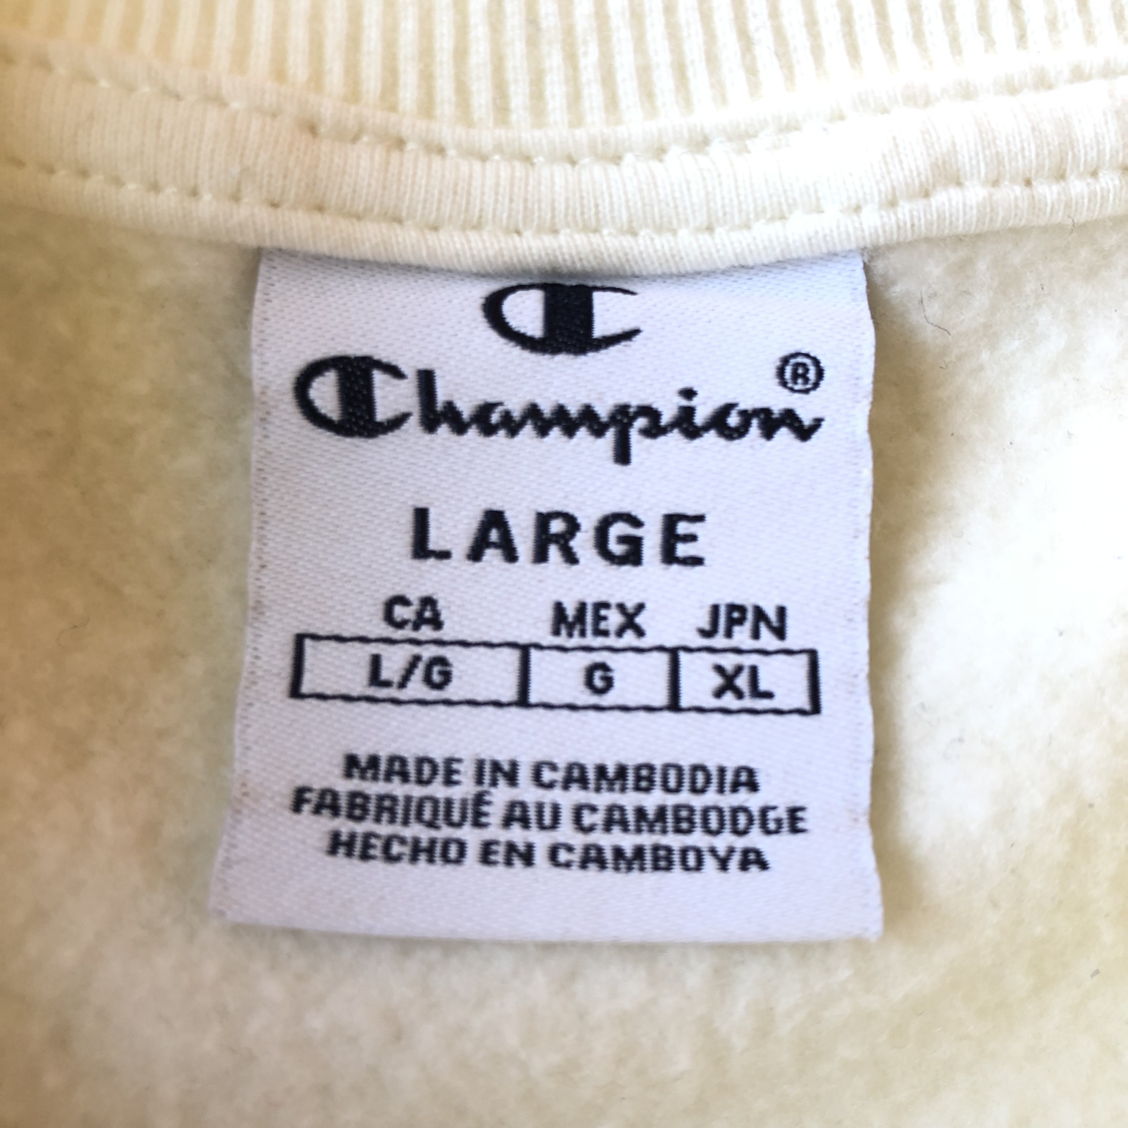 C
Champion®
LARGE
CA MEX JPN
L/G G XL
MADE IN CAMBODIA
FABRIQUÉ AU CAMBODGE
HECHO EN CAMBOYA